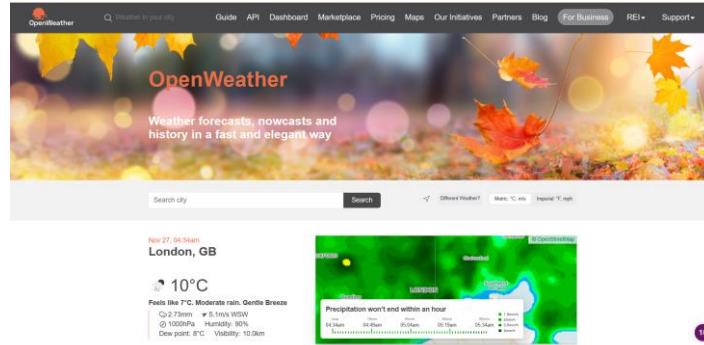 OpenWeather
Weather in your city
Guide API Dashboard Marketplace Pricing Maps Our Initiatives Partners Blog For Business REI Support
OpenWeather
Weather forecasts, nowcasts and
history in a fast and elegant way
Search city
Search
Different Weather?
Metric: °C, m/s
Imperial: °F, mph
Nov 27, 04:34am
London, GB
10°C
Feels like 7°C. Moderate rain. Gentle Breeze
2.73mm 5.1m/s WSW
1000hPa Humidity: 90%
Dew point: 8°C Visibility: 10.0km
LONDON
Precipitation won't end within an hour
04:34am 04:49am 05:04am 05:19am 05:34am